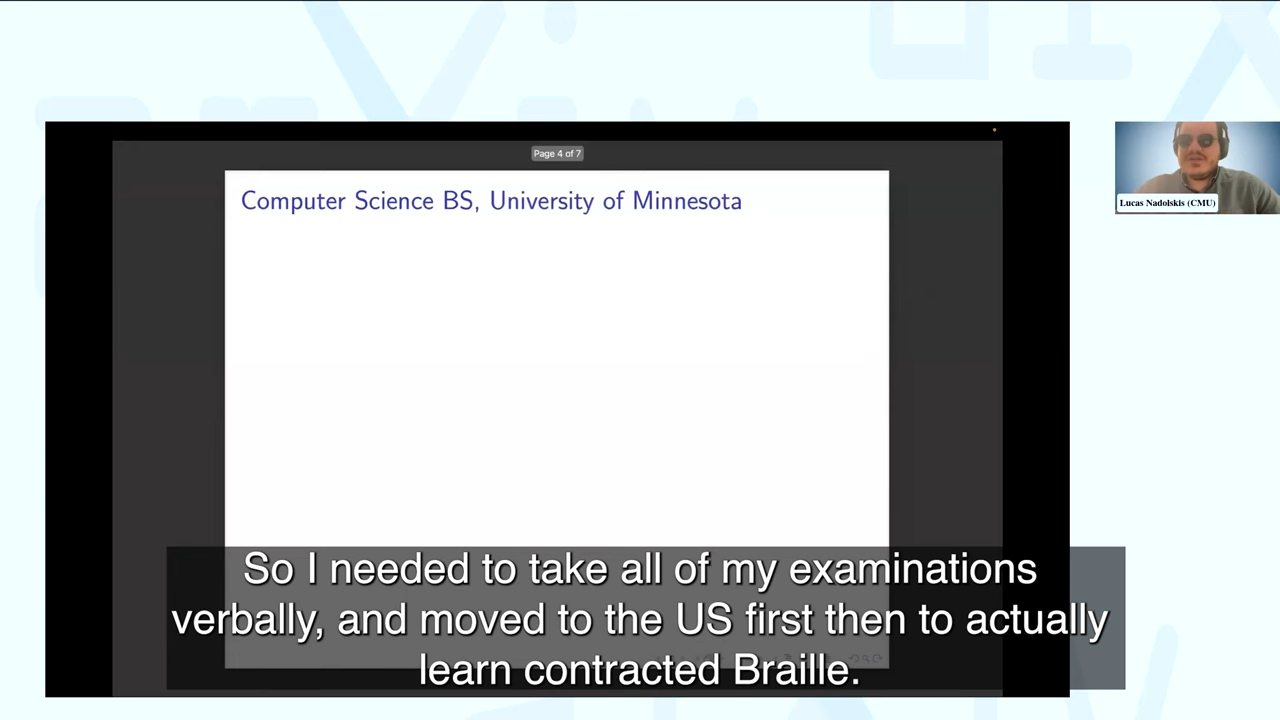 Page 4 of 7
Computer Science BS, University of Minnesota
Lucas Nadolskis (CMU)
So I needed to take all of my examinations
verbally, and moved to the US first then to actually
learn contracted Braille.